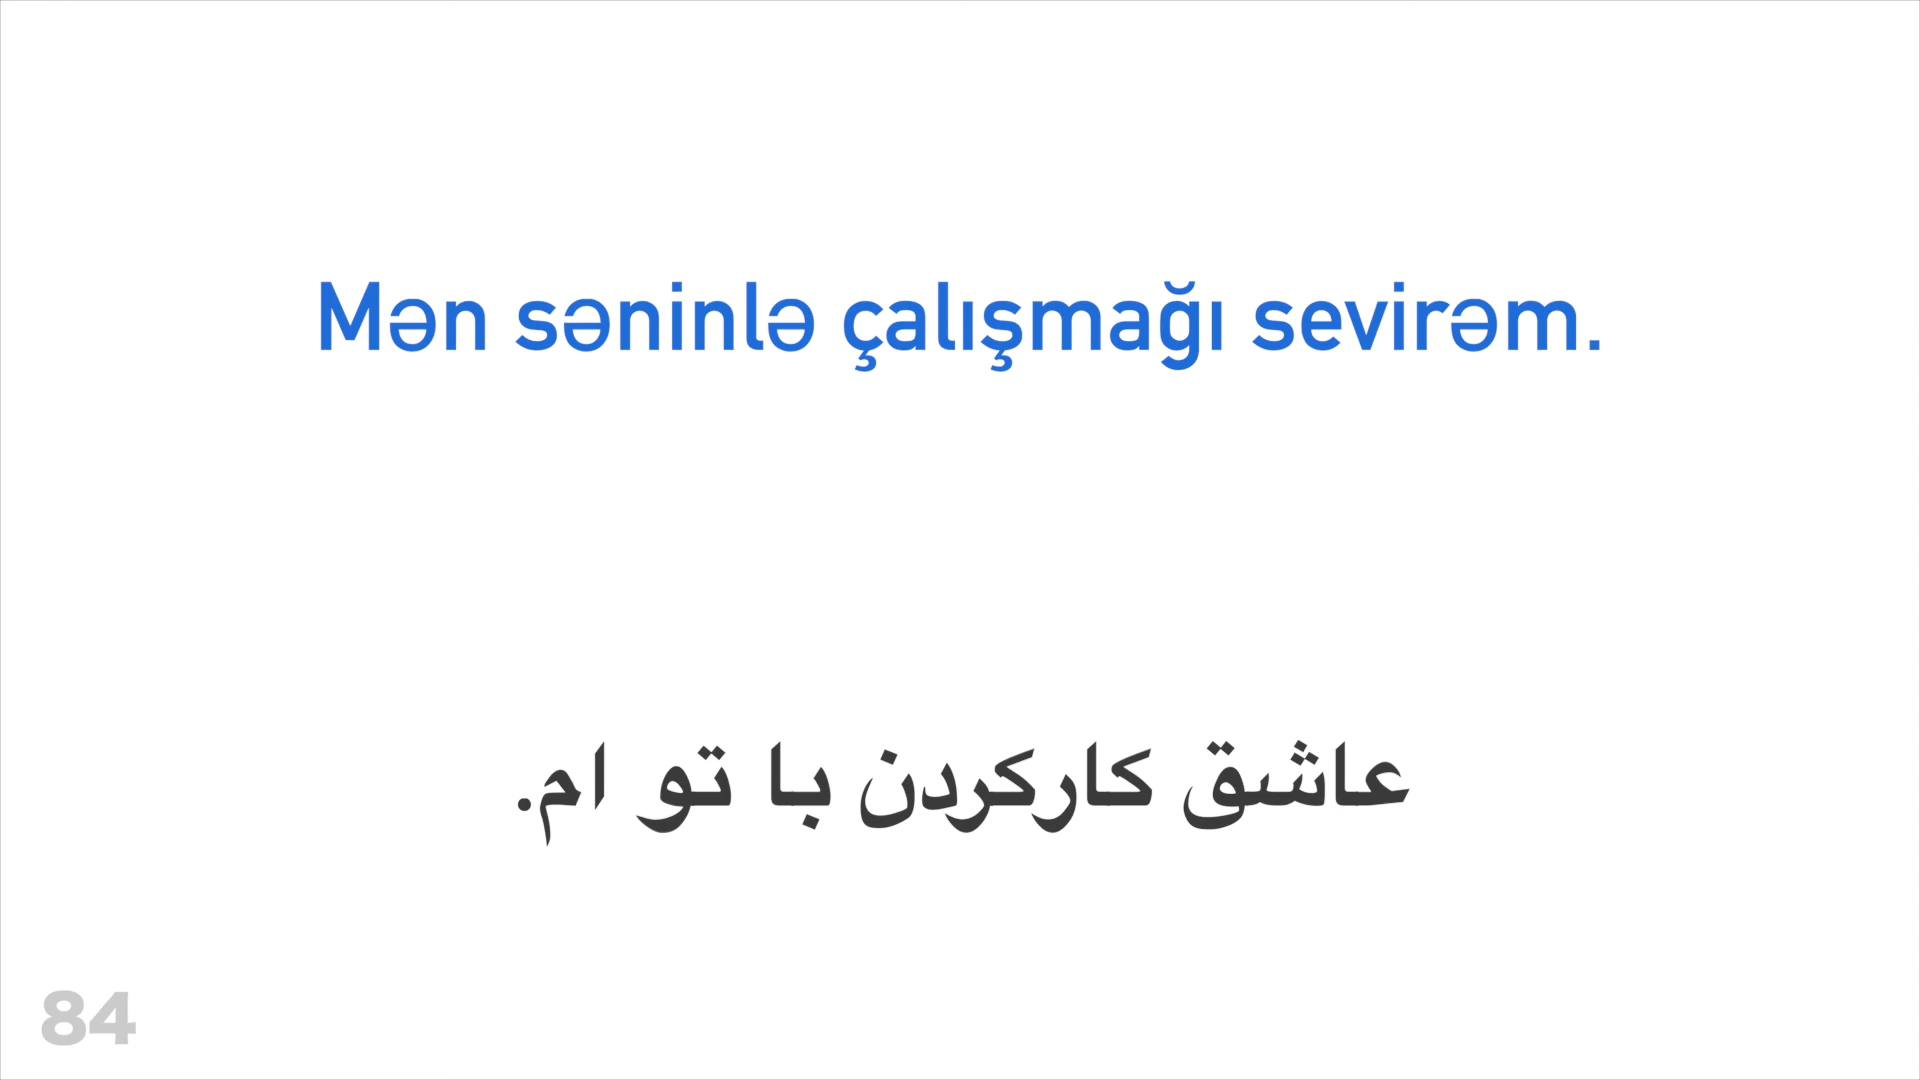 Mən səninlə çalışmağı sevirəm.
عاشق کارکردن با تو ام.
84